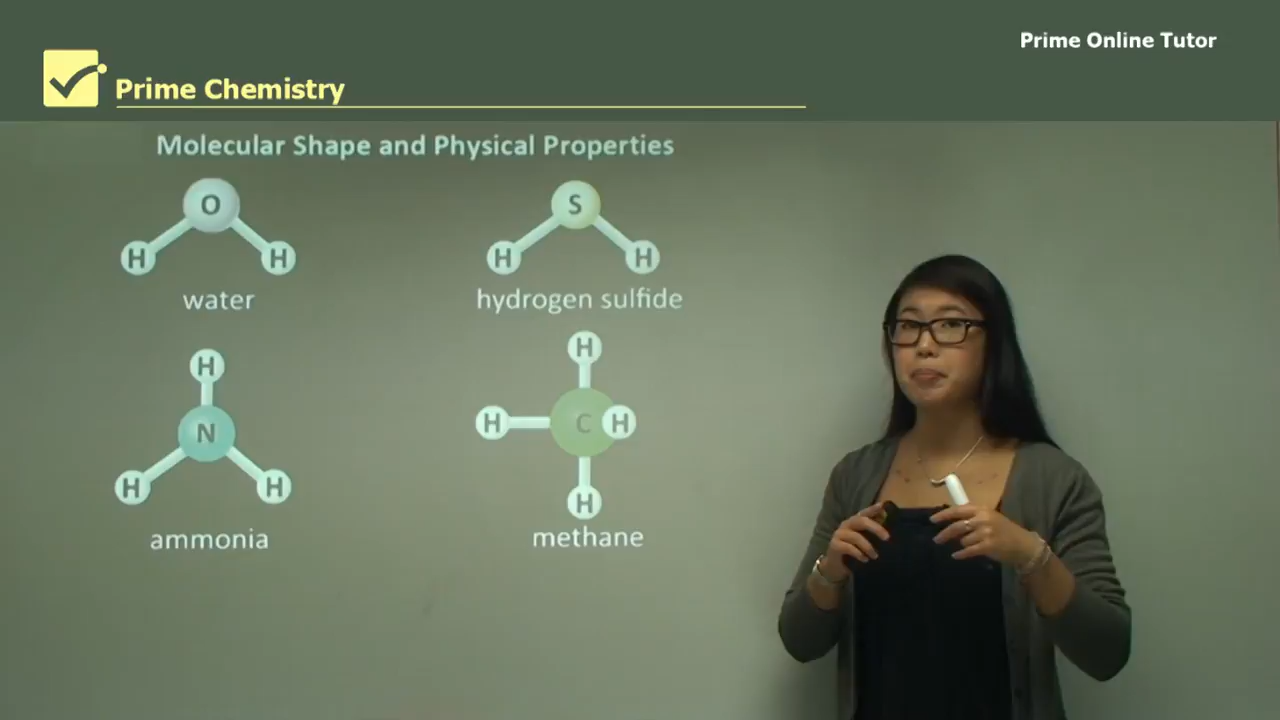 Prime Online Tutor
Prime Chemistry
Molecular Shape and Physical Properties
O
H H
water
S
H H
hydrogen sulfide
H
N
H H
ammonia
H
H C H
H
methane